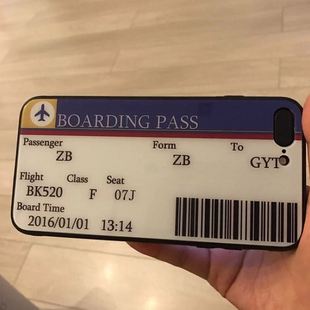 BOARDING PASS
Passenger Form To
ZB ZB GYT
Flight Class Seat
BK520 F 07J
Board Time
2016/01/01 13:14